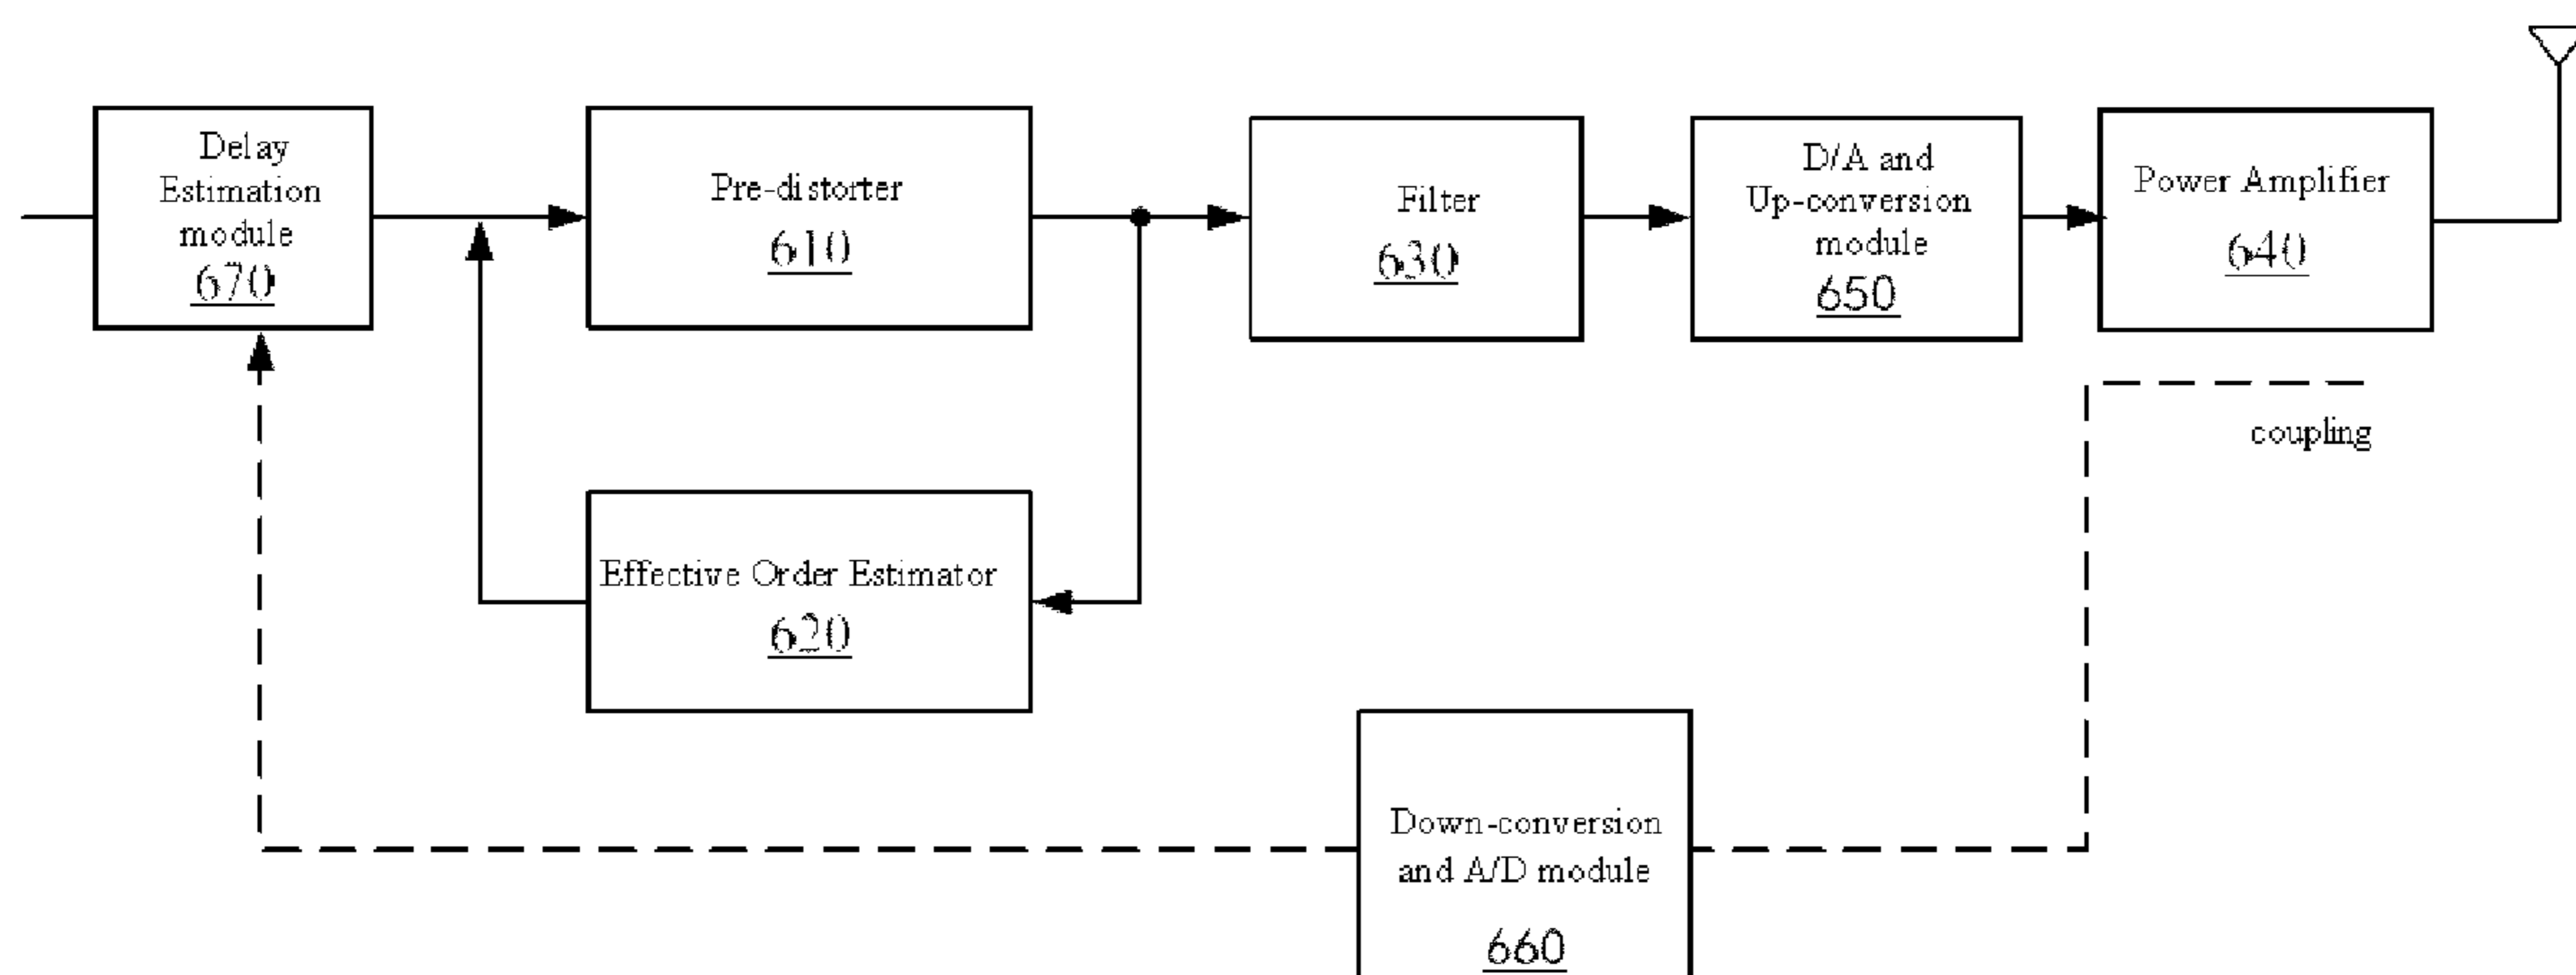 Delay
Estimation
module
670
Pre-distorter
610
Filter
630
D/A and
Up-conversion
module
650
Power Amplifier
640
coupling
Effective Order Estimator
620
Down-conversion
and A/D module
660